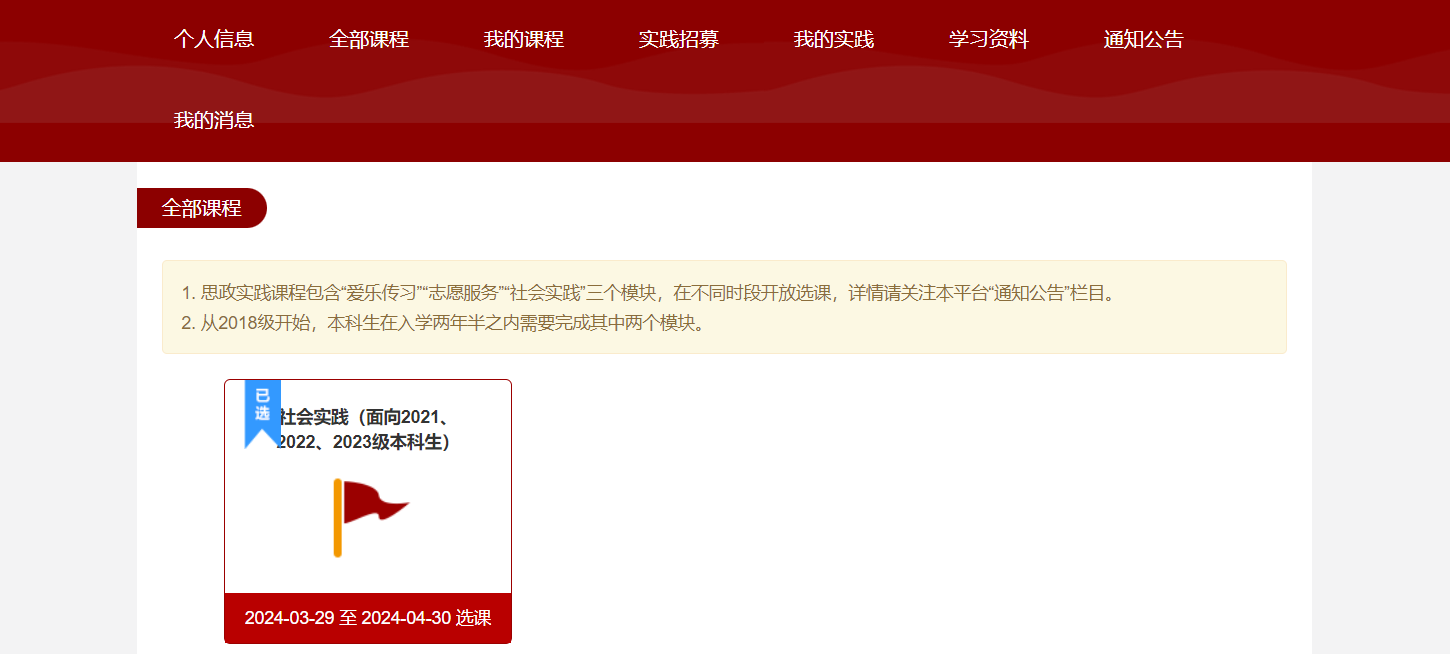 个人信息 全部课程 我的课程 实践招募 我的实践 学习资料 通知公告
我的消息
全部课程
1. 思政实践课程包含“爱乐传习”“志愿服务”“社会实践”三个模块，在不同时段开放选课，详情请关注本平台“通知公告”栏目。
2. 从2018级开始，本科生在入学两年半之内需要完成其中两个模块。
已选
社会实践（面向2021、
2022、2023级本科生）
2024-03-29 至 2024-04-30 选课